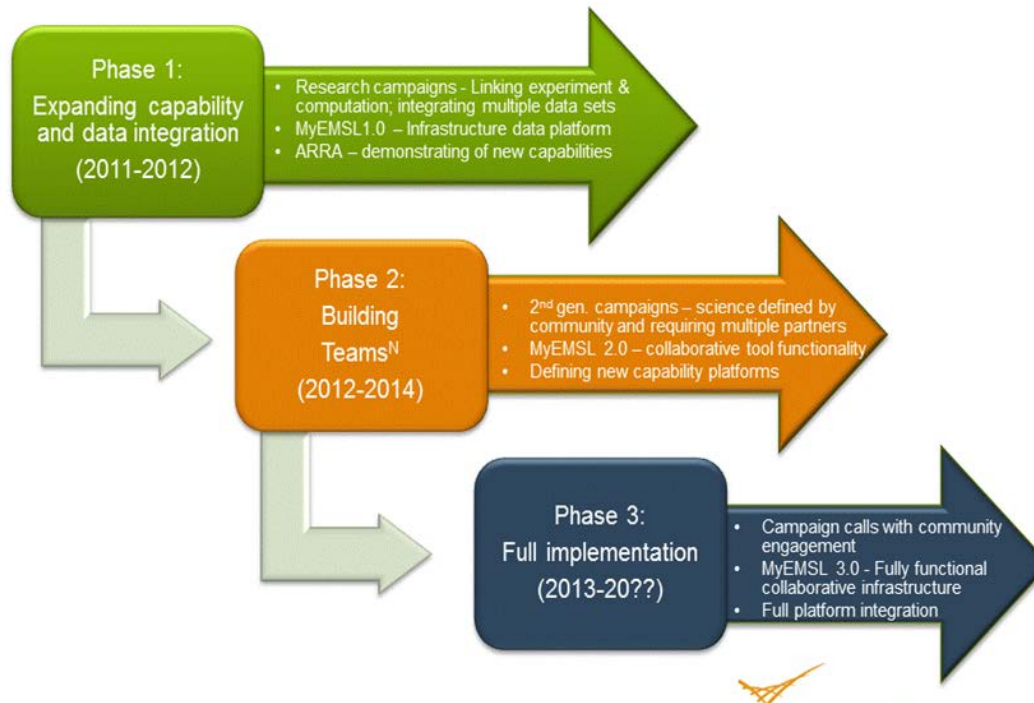 Phase 1:
Expanding capability
and data integration
(2011-2012)
• Research campaigns - Linking experiment &
computation; integrating multiple data sets
• MyEMSL1.0 – Infrastructure data platform
• ARRA – demonstrating of new capabilities
Phase 2:
Building
Teamsᴺ
(2012-2014)
• 2ⁿᵈ gen. campaigns – science defined by
community and requiring multiple partners
• MyEMSL 2.0 – collaborative tool functionality
• Defining new capability platforms
Phase 3:
Full implementation
(2013-20??)
• Campaign calls with community
engagement
• MyEMSL 3.0 - Fully functional
collaborative infrastructure
• Full platform integration